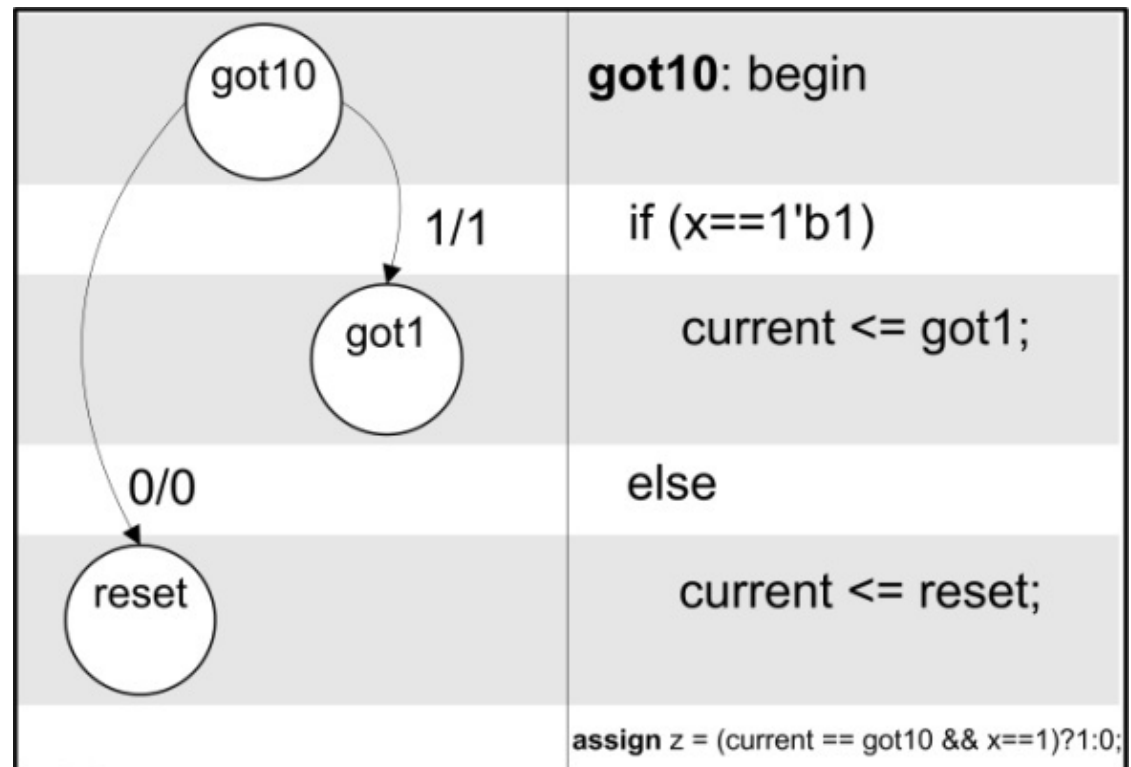 got10
got10: begin
1/1
if (x==1'b1)
got1
current <= got1;
0/0
else
reset
current <= reset;
assign z = (current == got10 && x==1)?1:0;